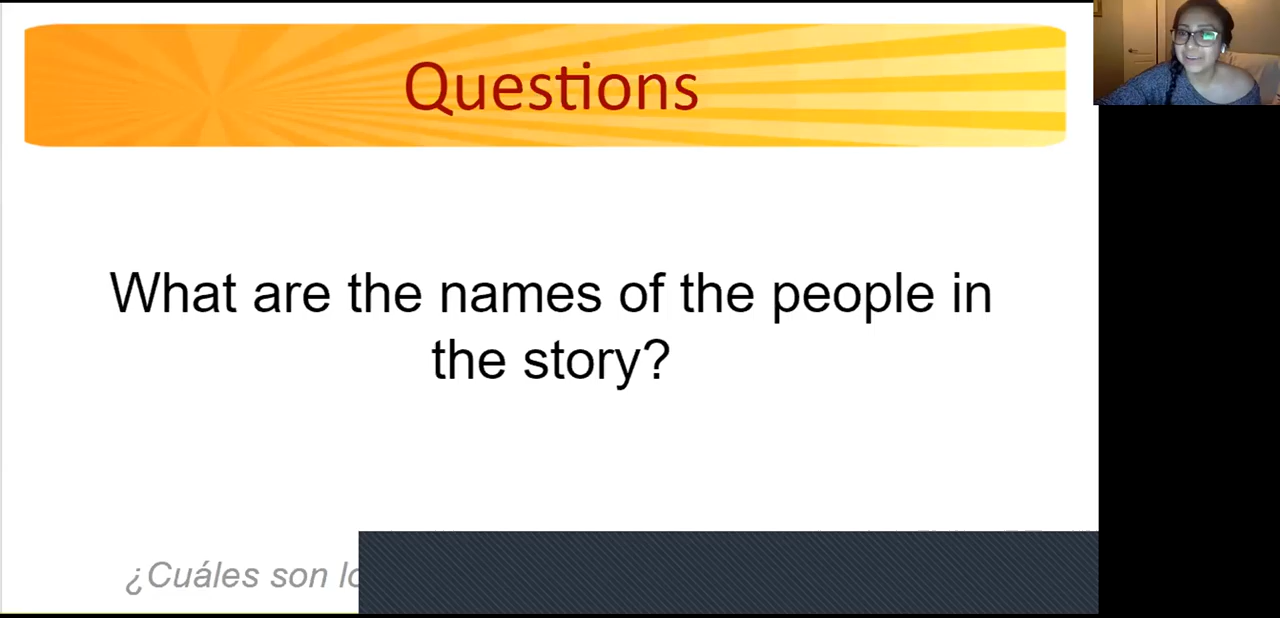 Questions
What are the names of the people in
the story?
¿Cuáles son lo